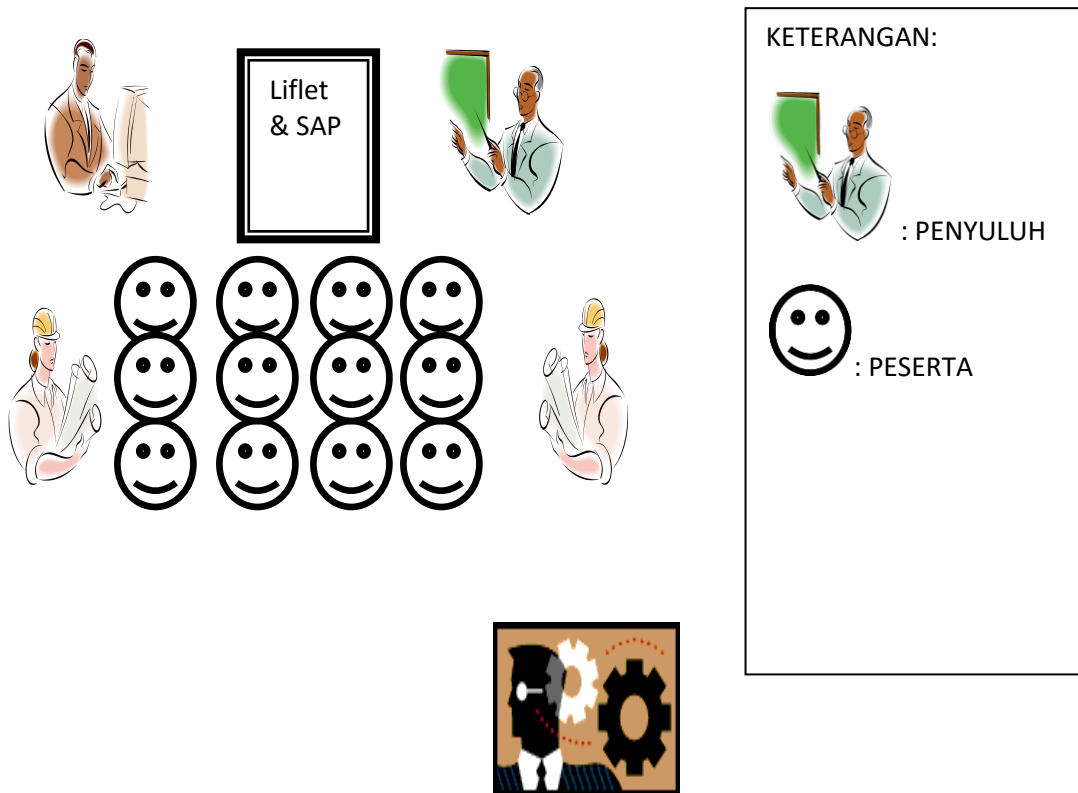 Liflet
& SAP
KETERANGAN:
: PENYULUH
: PESERTA